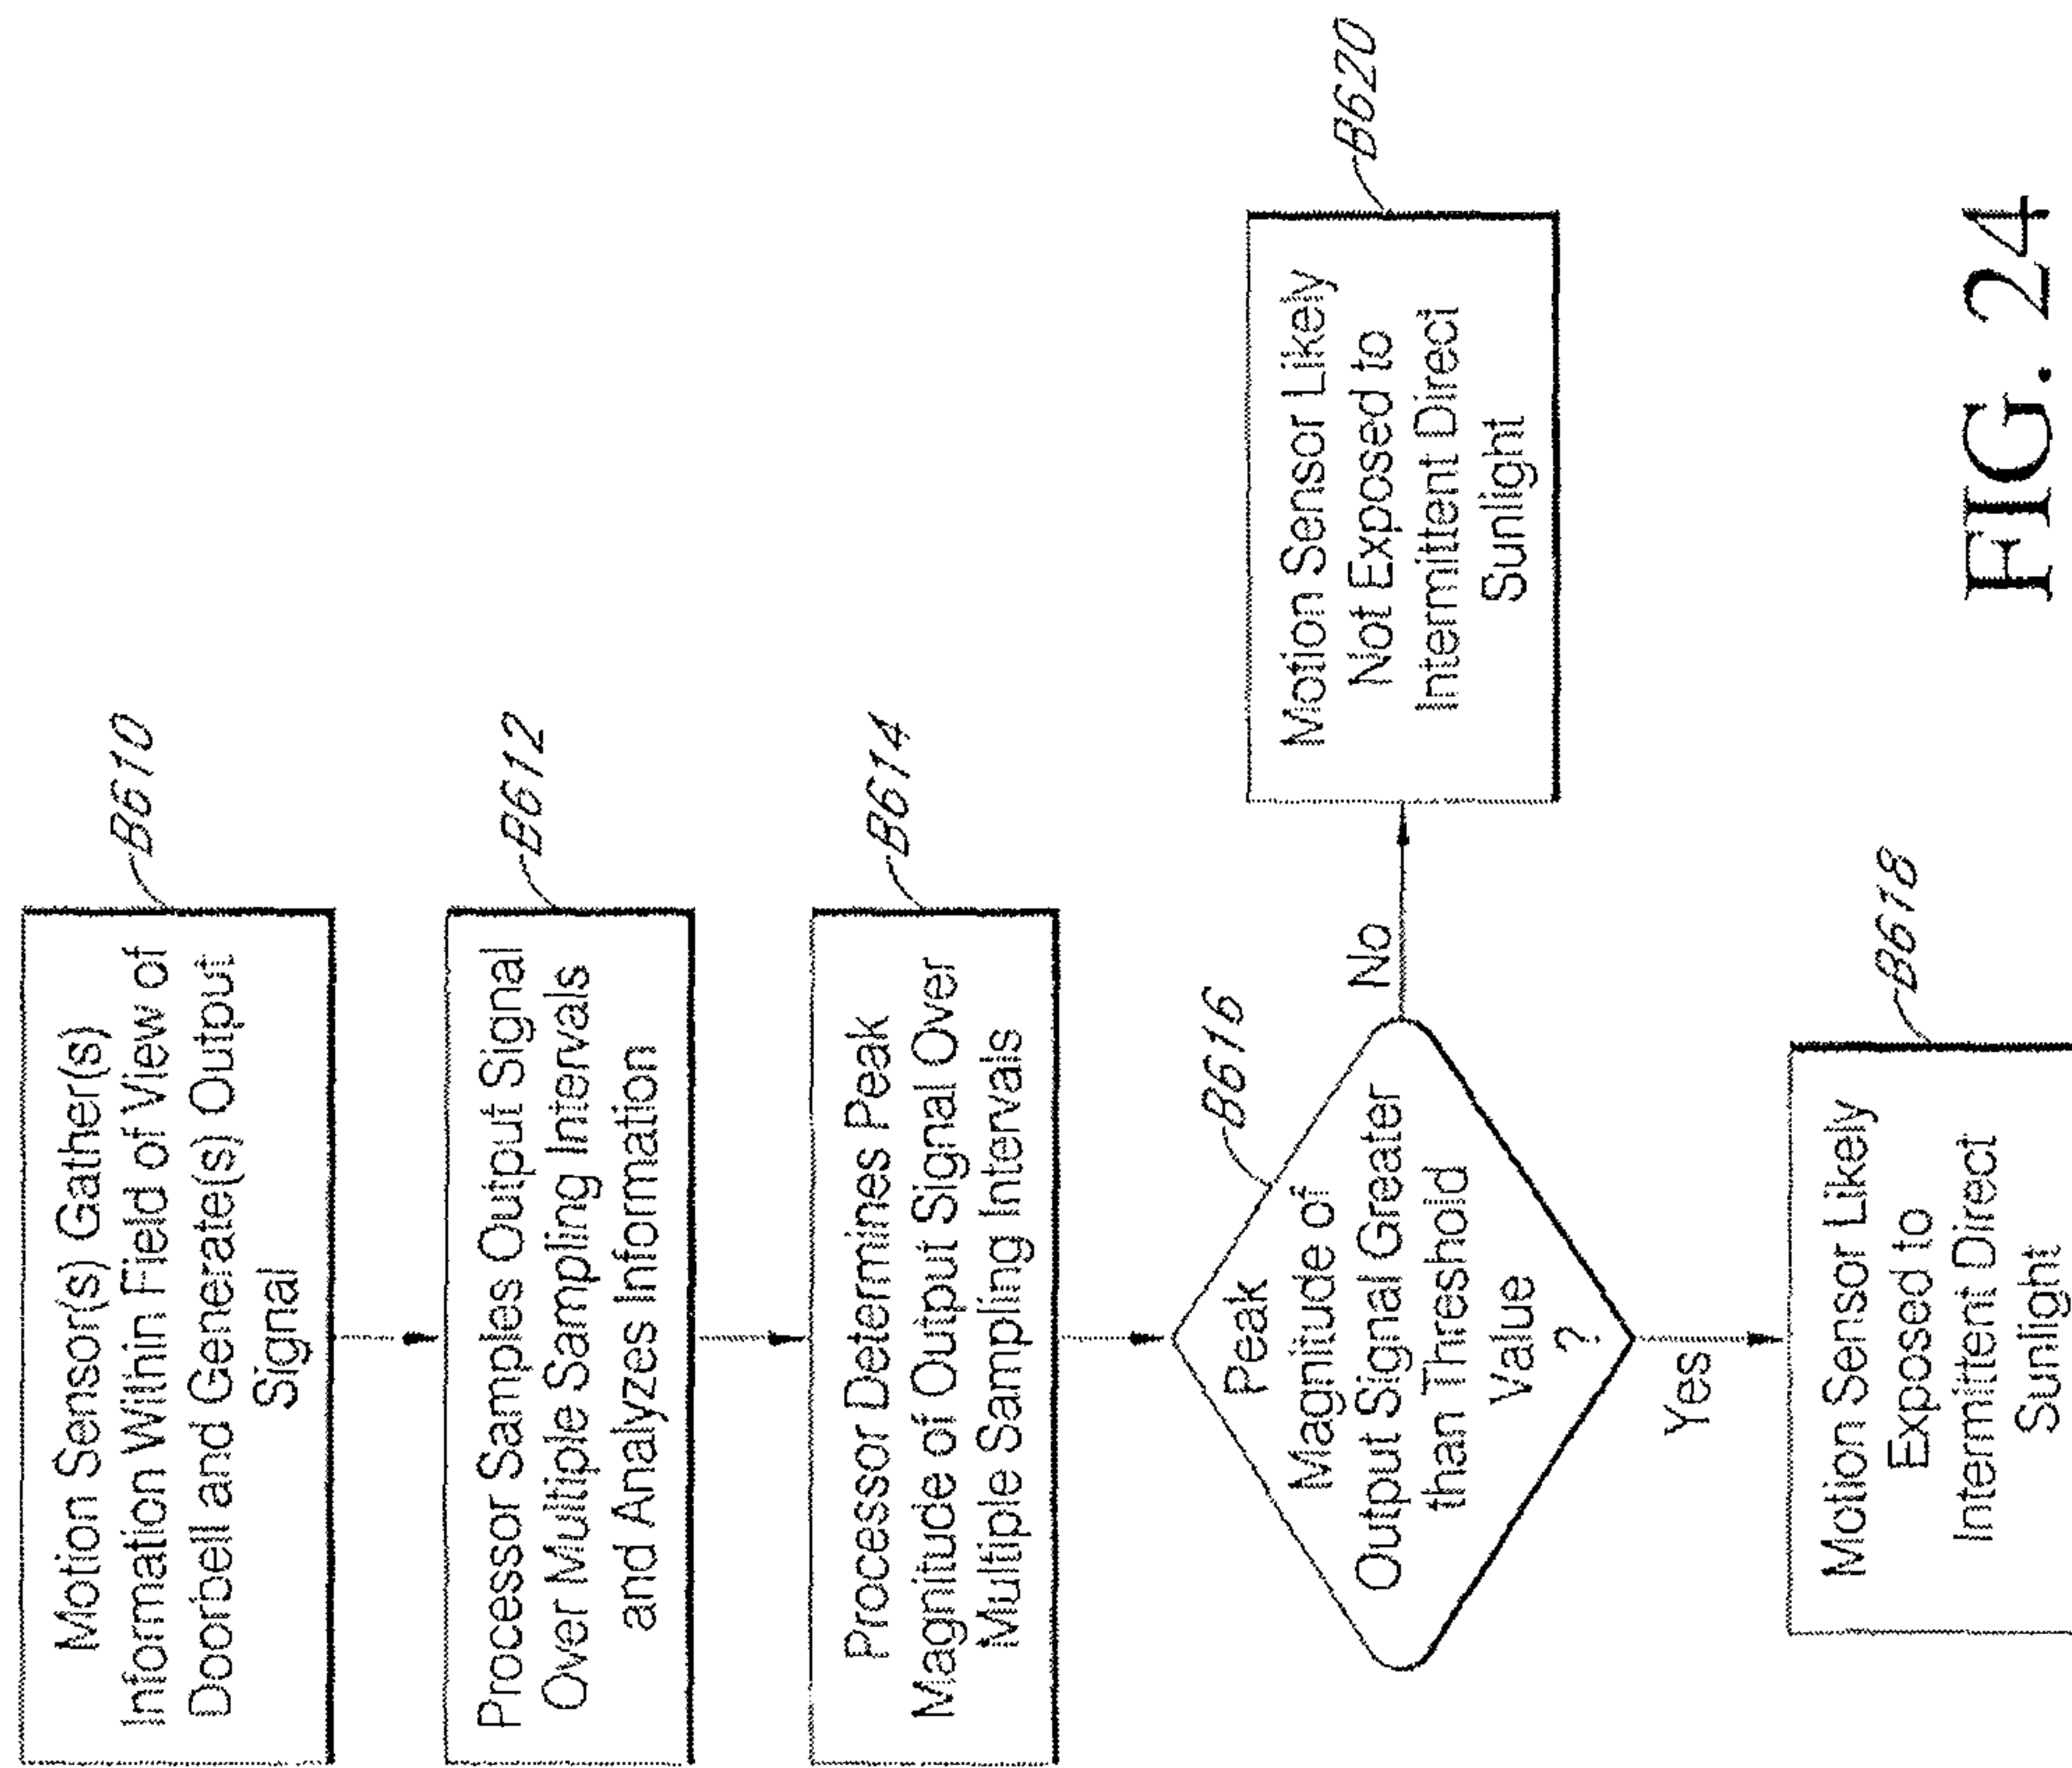 Motion Sensor(s) Gather(s)
Information Within Field of View of
Doorbell and Generate(s) Output
Signal
B610
Processor Samples Output Signal
Over Multiple Sampling Intervals
and Analyzes Information
B612
Processor Determines Peak
Magnitude of Output Signal Over
Multiple Sampling Intervals
B614
Peak
Magnitude of
Output Signal Greater
than Threshold
Value
?
B616
No
Motion Sensor Likely
Not Exposed to
Intermittent Direct
Sunlight
B620
Yes
Motion Sensor Likely
Exposed to
Intermittent Direct
Sunlight
B618
FIG. 24